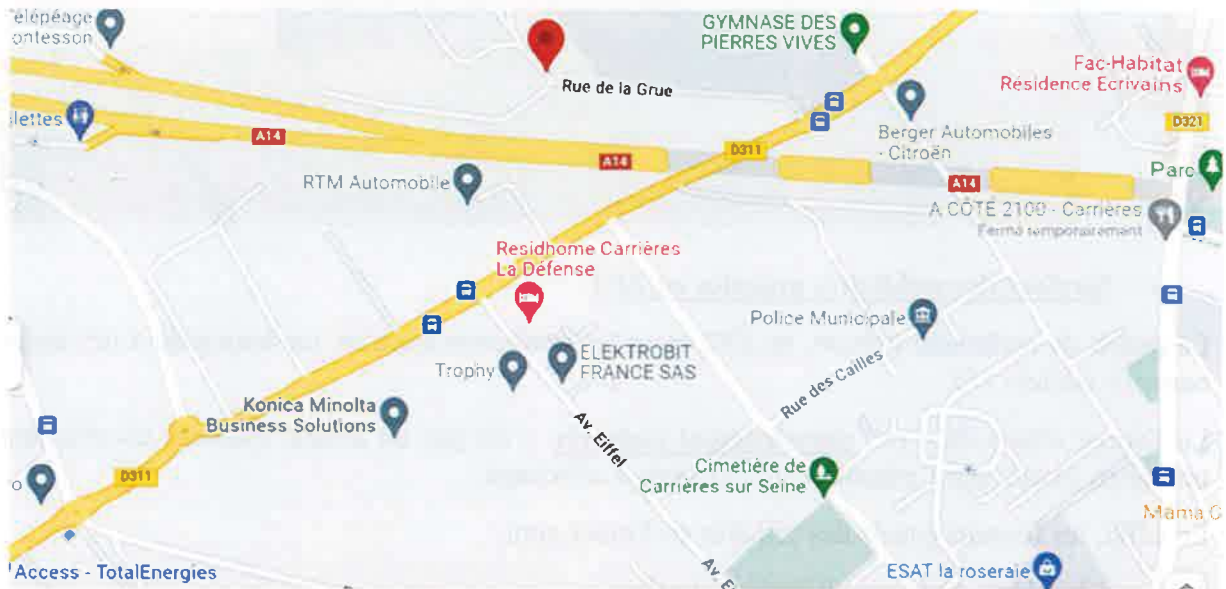 ontesson
GYMNASE DES
PIERRES VIVES
Fac-Habitat
Résidence Ecrivains
Rue de la Grue
D321
A14
A14
D311
Berger Automobiles
- Citroën
Parc
RTM Automobile
A14
A CÔTÉ 2100 - Carrières
Fermé temporairement
Residhome Carrières
La Défense
Police Municipale
Trophy
ELEKTROBIT
FRANCE SAS
Rue des Cailles
Konica Minolta
Business Solutions
Av. Eiffel
D311
Cimetière de
Carrières sur Seine
Mama
Access - TotalEnergies
Av.
ESAT la roseraie